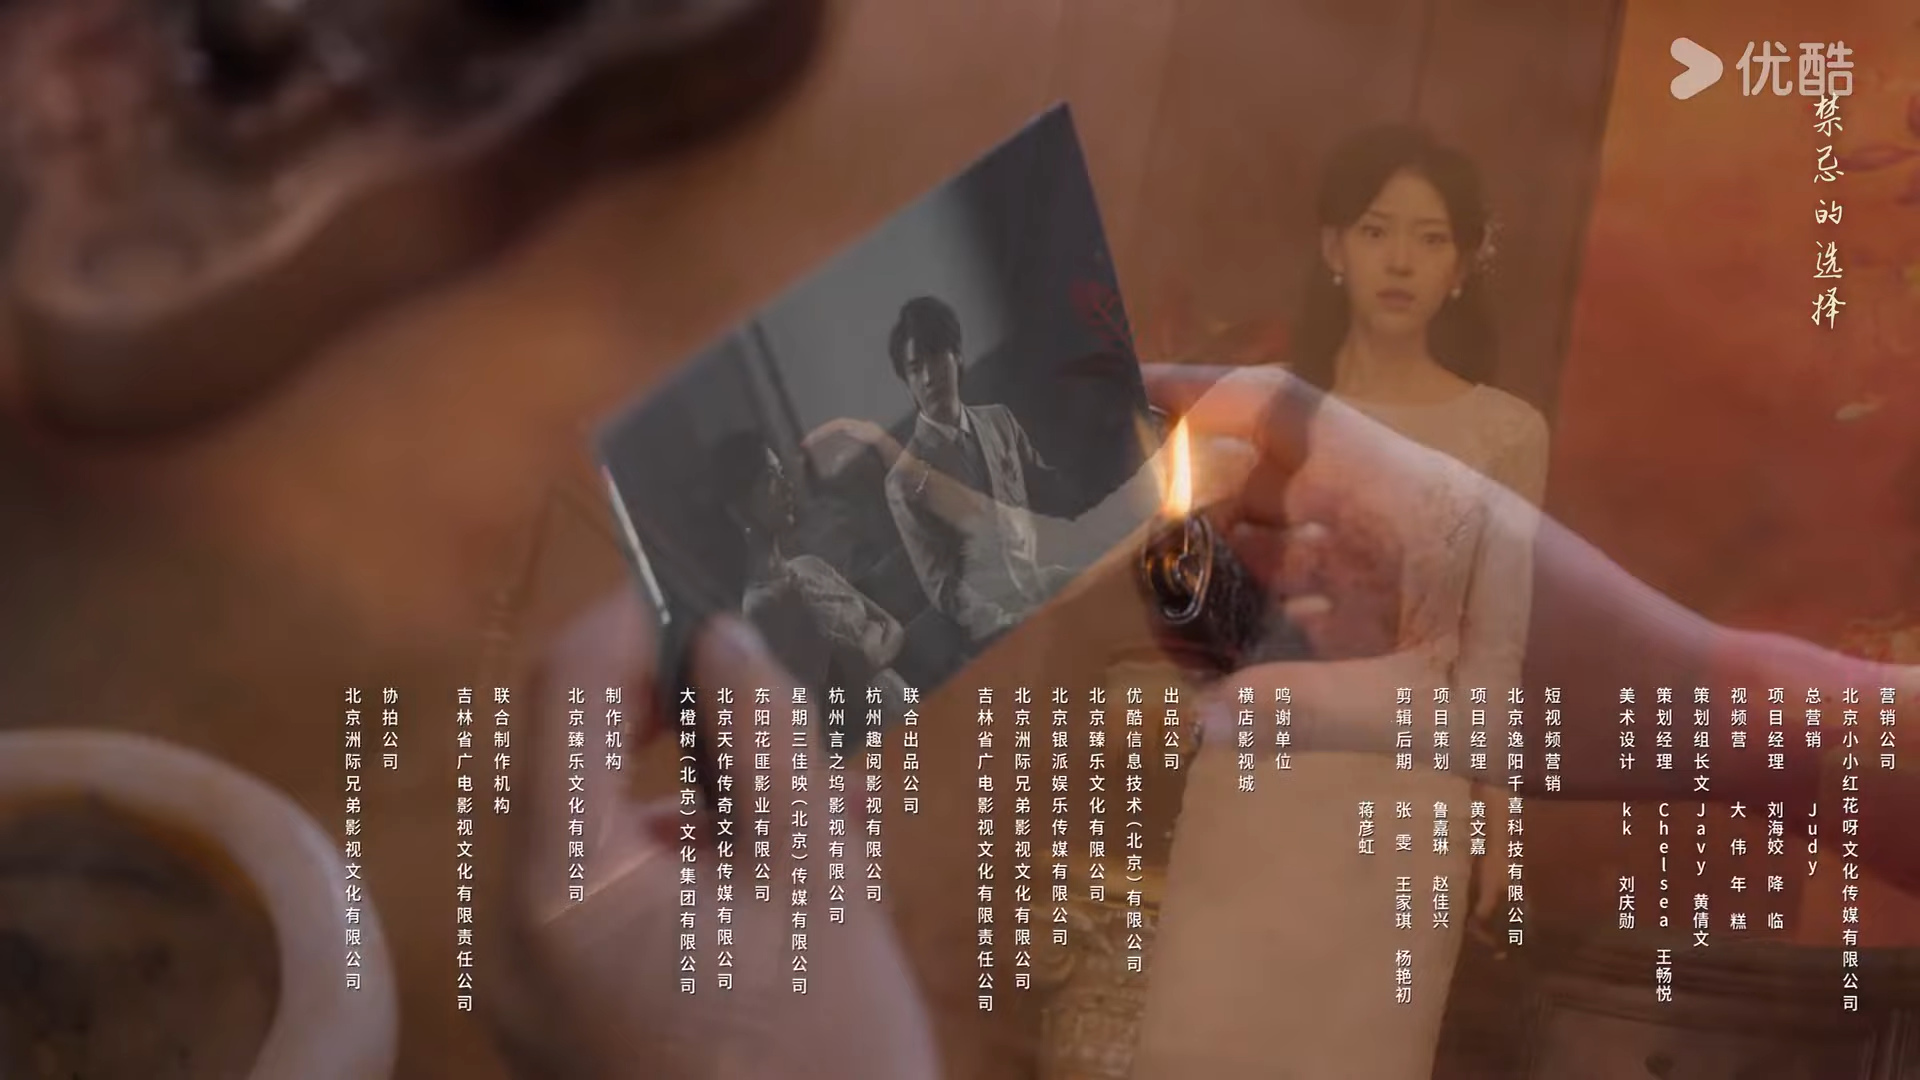 优酷
禁忌的选择
营销公司
北京小小红花呀文化传媒有限公司
总营销 Judy
项目经理 刘海姣 降临
视频营 大伟 年糕
策划组长文 Javy 黄倩文
策划经理 Chelsea 王畅悦
美术设计 kk 刘庆勋
短视频营销
北京逸阳千喜科技有限公司
项目经理 黄文嘉
项目策划 鲁嘉琳 赵佳兴
剪辑后期 张雯 王家琪 杨艳初
蒋彦虹
鸣谢单位
横店影视城
出品公司
优酷信息技术（北京）有限公司
北京臻乐文化有限公司
北京银派娱乐传媒有限公司
北京洲际兄弟影视文化有限公司
吉林省广电影视文化有限责任公司
联合出品公司
杭州趣阅影视有限公司
杭州言之坞影视有限公司
星期三佳映（北京）传媒有限公司
东阳花匪影业有限公司
北京天作传奇文化传媒有限公司
大橙树（北京）文化集团有限公司
制作机构
北京臻乐文化有限公司
联合制作机构
吉林省广电影视文化有限责任公司
协拍公司
北京洲际兄弟影视文化有限公司